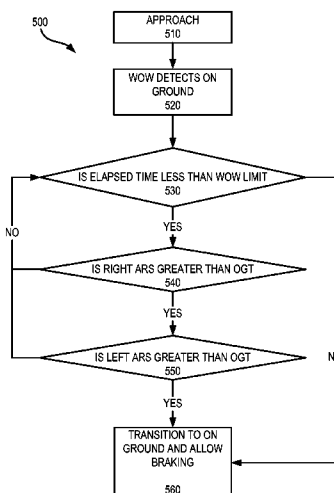 500
APPROACH
510
WOW DETECTS ON
GROUND
520
IS ELAPSED TIME LESS THAN WOW LIMIT
530
NO
YES
IS RIGHT ARS GREATER THAN OGT
540
YES
IS LEFT ARS GREATER THAN OGT
550
N
YES
TRANSITION TO ON
GROUND AND ALLOW
BRAKING
560